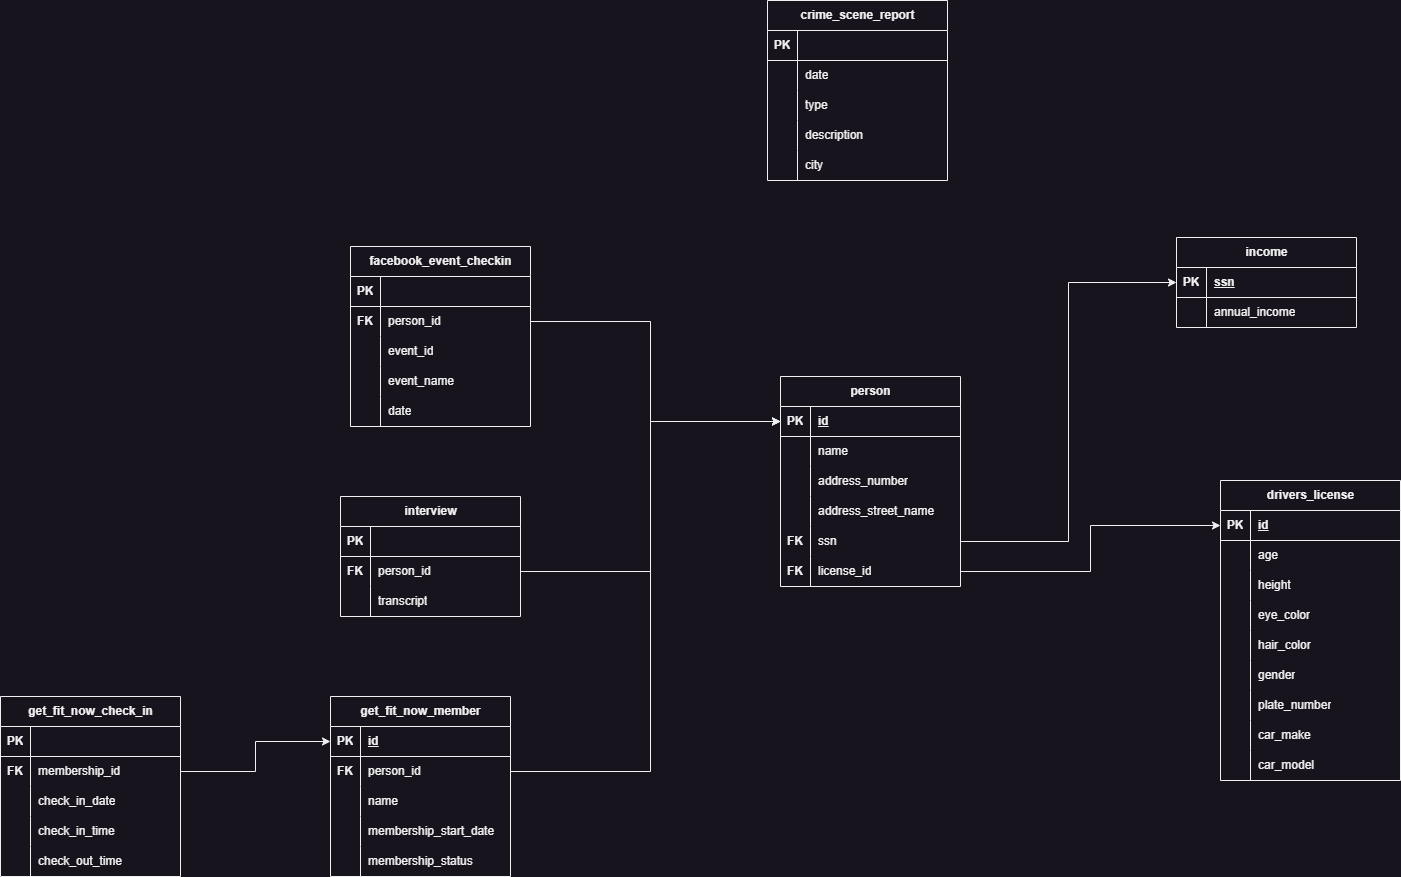 crime_scene_report
PK
date
type
description
city
facebook_event_checkin
PK
FK person_id
event_id
event_name
date
income
PK ssn
annual_income
person
PK id
name
address_number
address_street_name
FK ssn
FK license_id
interview
PK
FK person_id
transcript
drivers_license
PK id
age
height
eye_color
hair_color
gender
plate_number
car_make
car_model
get_fit_now_check_in
PK
FK membership_id
check_in_date
check_in_time
check_out_time
get_fit_now_member
PK id
FK person_id
name
membership_start_date
membership_status